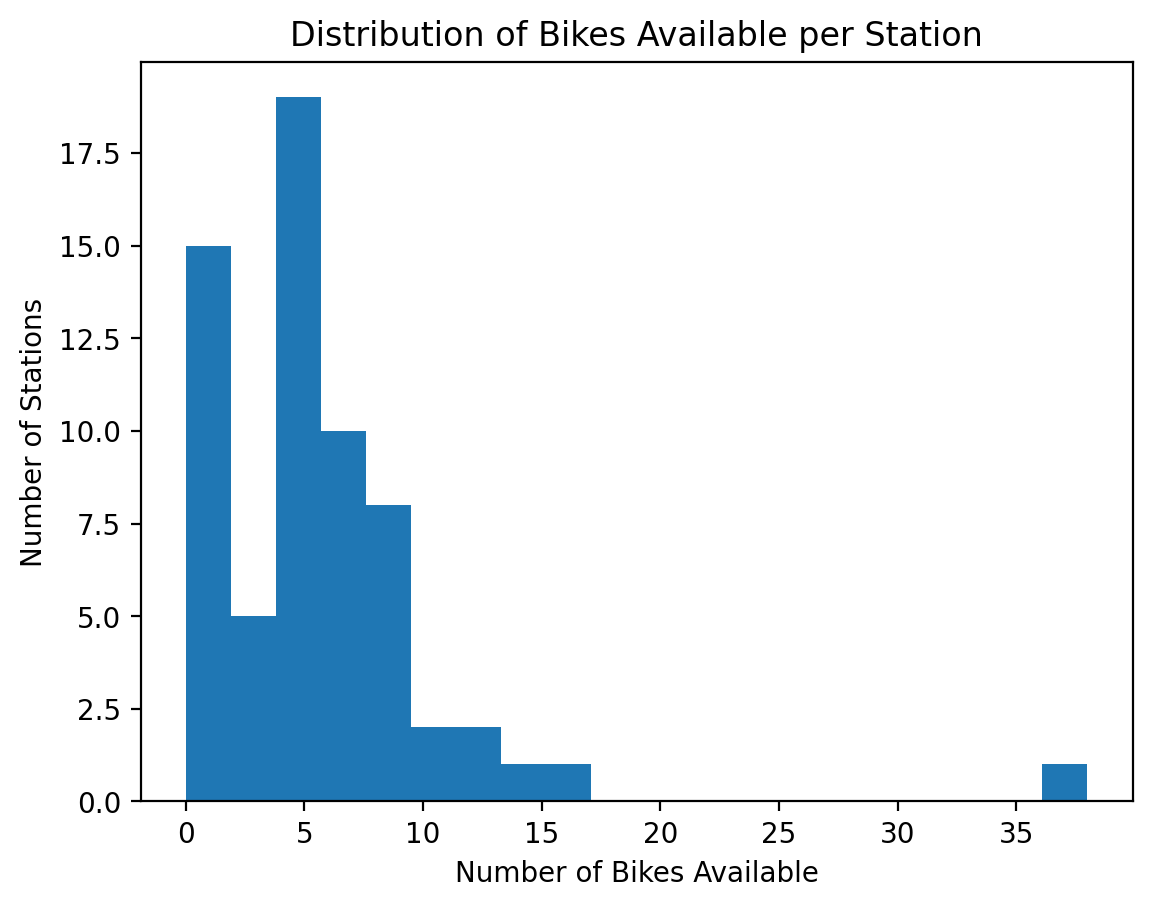 Distribution of Bikes Available per Station
Number of Stations
17.5
15.0
12.5
10.0
7.5
5.0
2.5
0.0
0 5 10 15 20 25 30 35
Number of Bikes Available